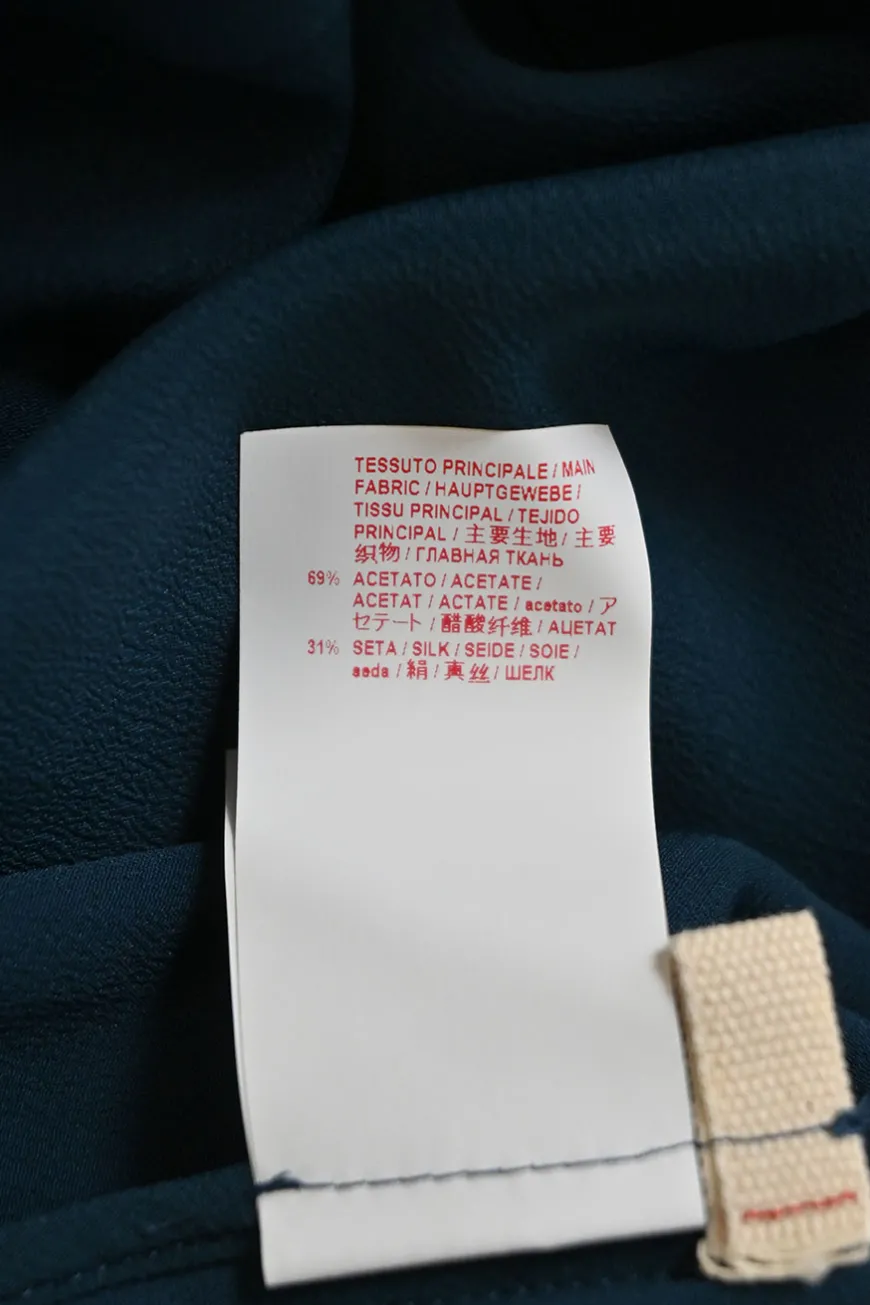 TESSUTO PRINCIPALE / MAIN
FABRIC / HAUPTGEWEBE /
TISSU PRINCIPAL / TEJIDO
PRINCIPAL / 主要生地 / 主要
织物 / ГЛАВНАЯ ТКАНЬ
69% ACETATO / ACETATE /
ACETAT / ACTATE / acetato / ア
セテート / 醋酸纤维 / АЦЕТАТ
31% SETA / SILK / SEIDE / SOIE /
seda / 絹 / 真丝 / ШЕЛК